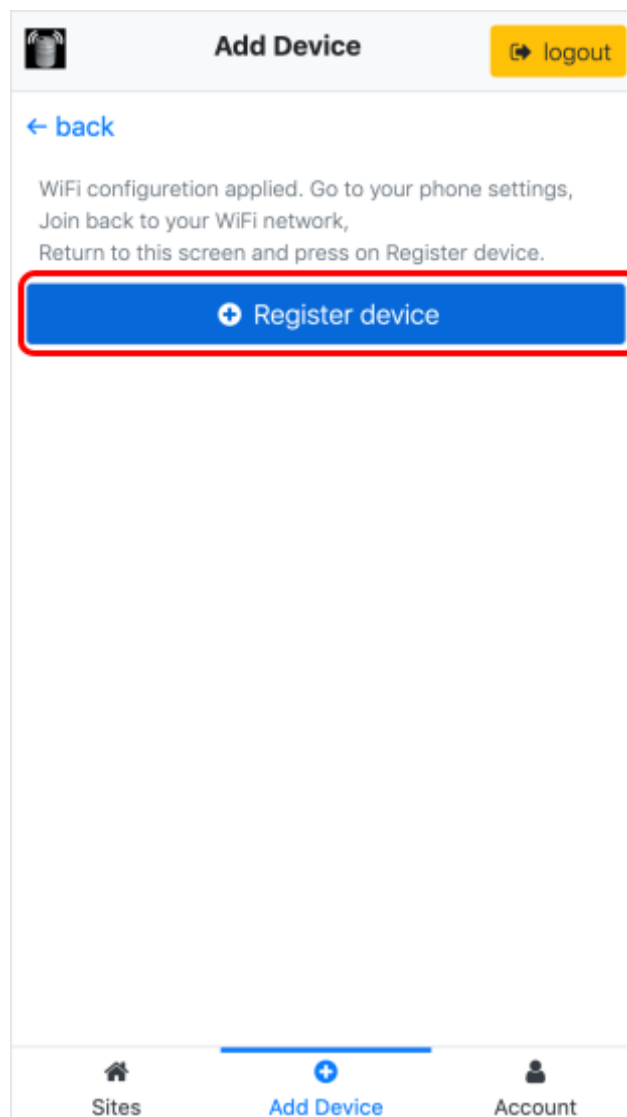 Add Device
logout
← back
WiFi configuretion applied. Go to your phone settings,
Join back to your WiFi network,
Return to this screen and press on Register device.
Register device
Sites
Add Device
Account